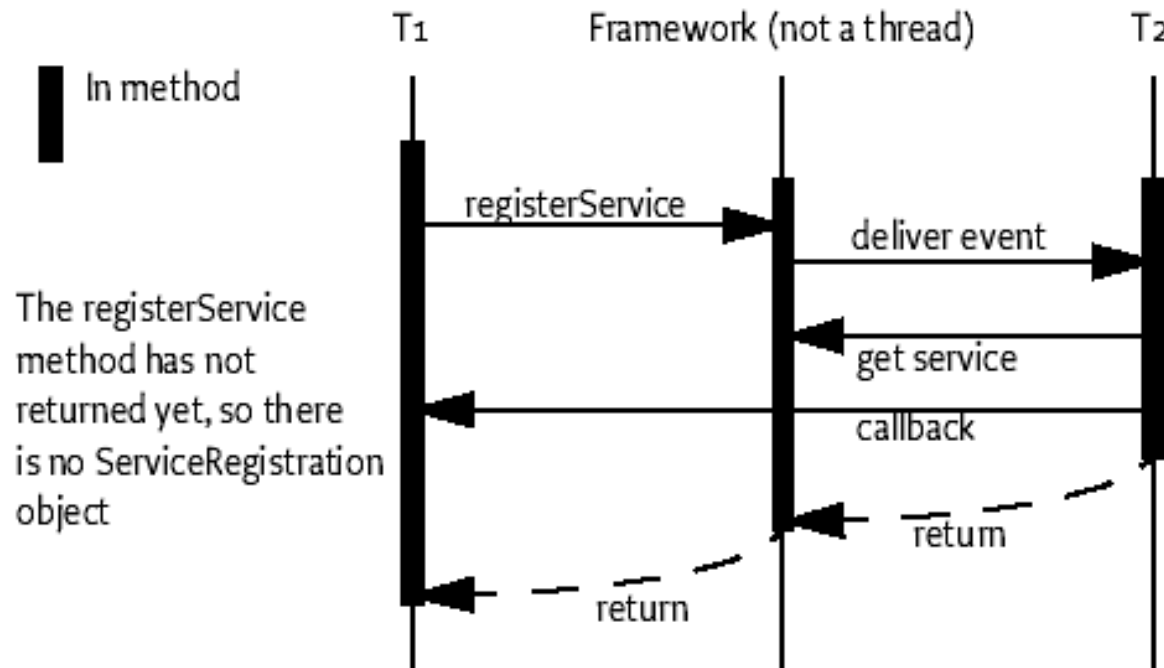 T1
Framework (not a thread)
T2
In method
registerService
deliver event
The registerService
method has not
returned yet, so there
is no ServiceRegistration
object
get service
callback
return
return